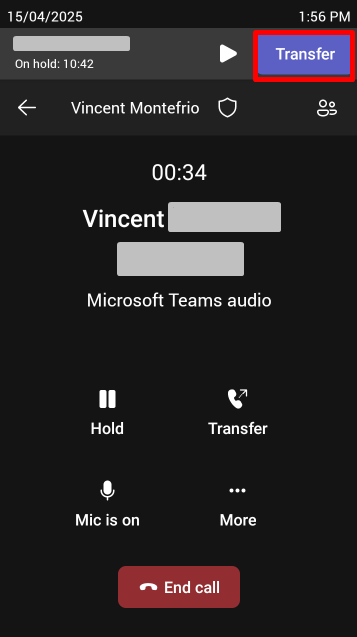 15/04/2025 1:56 PM
On hold: 10:42
Transfer
Vincent Montefrio
00:34
Vincent
Microsoft Teams audio
Hold Transfer
Mic is on More
End call